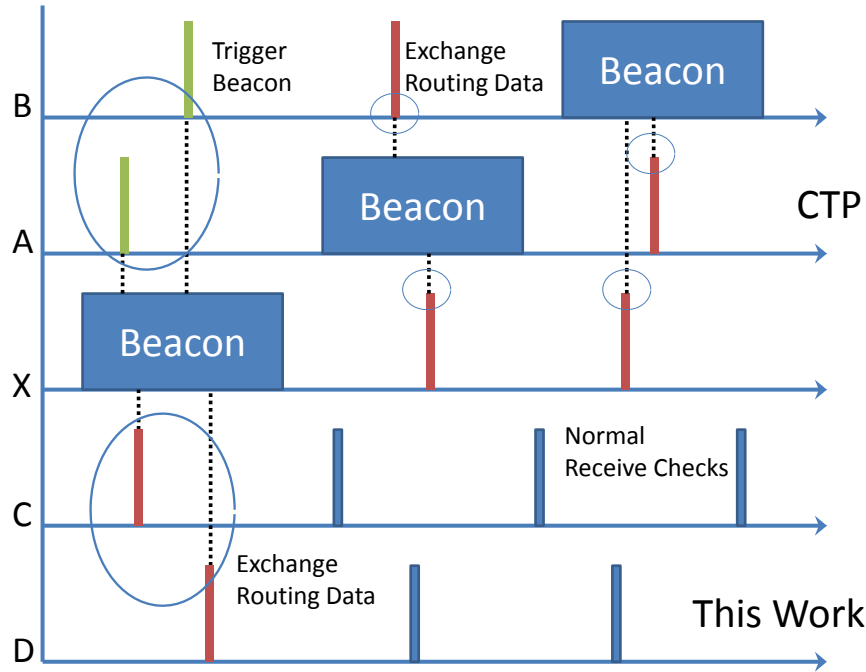 Trigger
Beacon
Exchange
Routing Data
Beacon
B
Beacon
CTP
A
Beacon
X
Normal
Receive Checks
C
Exchange
Routing Data
This Work
D